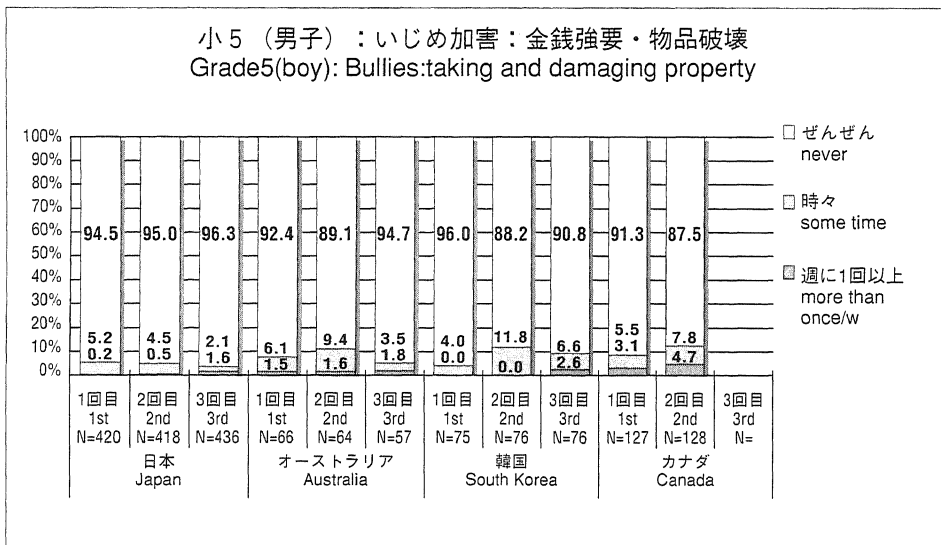 小5（男子）：いじめ加害：金銭強要・物品破壊
Grade5(boy): Bullies:taking and damaging property
100%
90%
80%
70%
60%
50%
40%
30%
20%
10%
0%
94.5 95.0 96.3 92.4 89.1 94.7 96.0 88.2 90.8 91.3 87.5
5.2 4.5 2.1 6.1 9.4 3.5 4.0 11.8 6.6 5.5 7.8
0.2 0.5 1.6 1.5 1.6 1.8 0.0 0.0 2.6 3.1 4.7
ぜんぜん
never
時々
some time
週に1回以上
more than
once/w
1回目 2回目 3回目 1回目 2回目 3回目 1回目 2回目 3回目 1回目 2回目 3回目
1st 2nd 3rd 1st 2nd 3rd 1st 2nd 3rd 1st 2nd 3rd
N=420 N=418 N=436 N=66 N=64 N=57 N=75 N=76 N=76 N=127 N=128 N=
日本 オーストラリア 韓国 カナダ
Japan Australia South Korea Canada